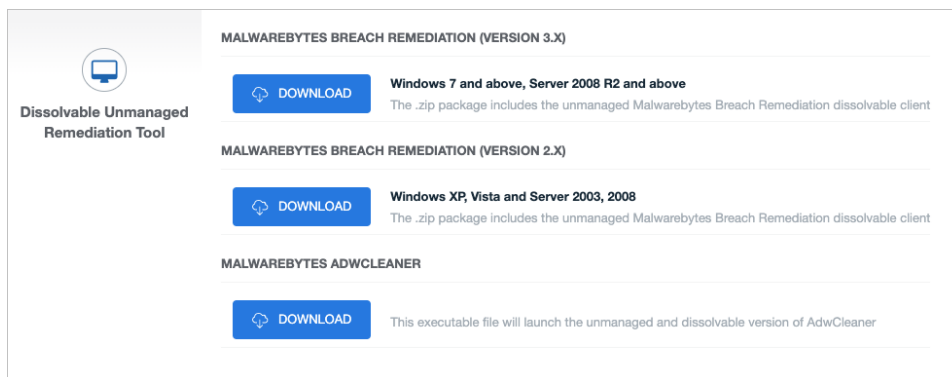 Dissolvable Unmanaged
Remediation Tool
MALWAREBYTES BREACH REMEDIATION (VERSION 3.X)
DOWNLOAD
Windows 7 and above, Server 2008 R2 and above
The .zip package includes the unmanaged Malwarebytes Breach Remediation dissolvable client
MALWAREBYTES BREACH REMEDIATION (VERSION 2.X)
DOWNLOAD
Windows XP, Vista and Server 2003, 2008
The .zip package includes the unmanaged Malwarebytes Breach Remediation dissolvable client
MALWAREBYTES ADWCLEANER
DOWNLOAD
This executable file will launch the unmanaged and dissolvable version of AdwCleaner